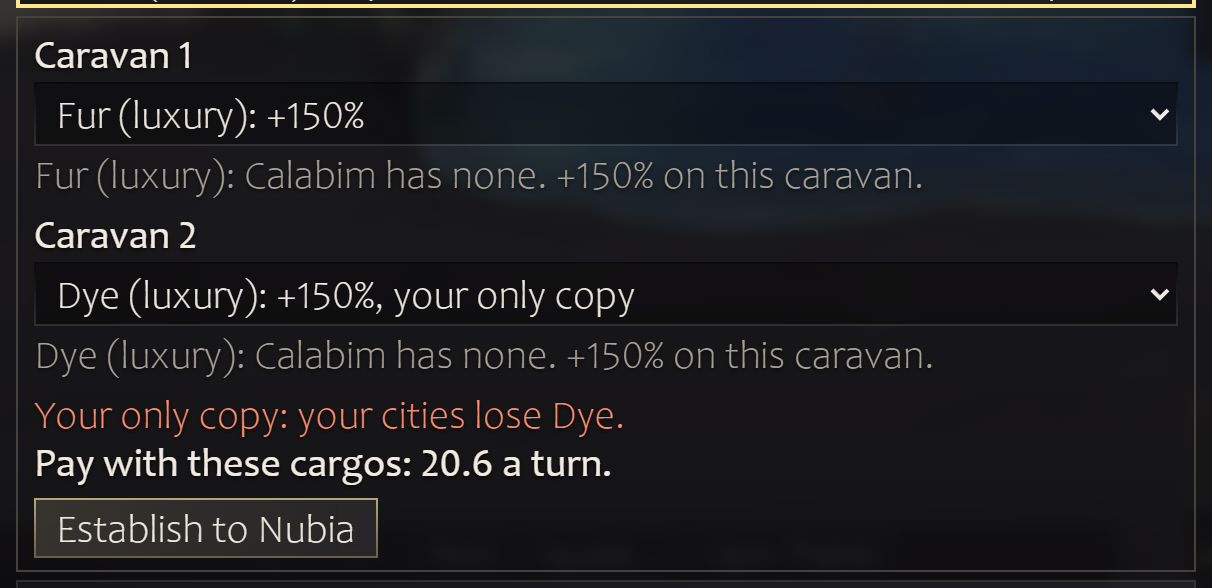 Caravan 1
Fur (luxury): +150%
Fur (luxury): Calabim has none. +150% on this caravan.
Caravan 2
Dye (luxury): +150%, your only copy
Dye (luxury): Calabim has none. +150% on this caravan.
Your only copy: your cities lose Dye.
Pay with these cargos: 20.6 a turn.
Establish to Nubia